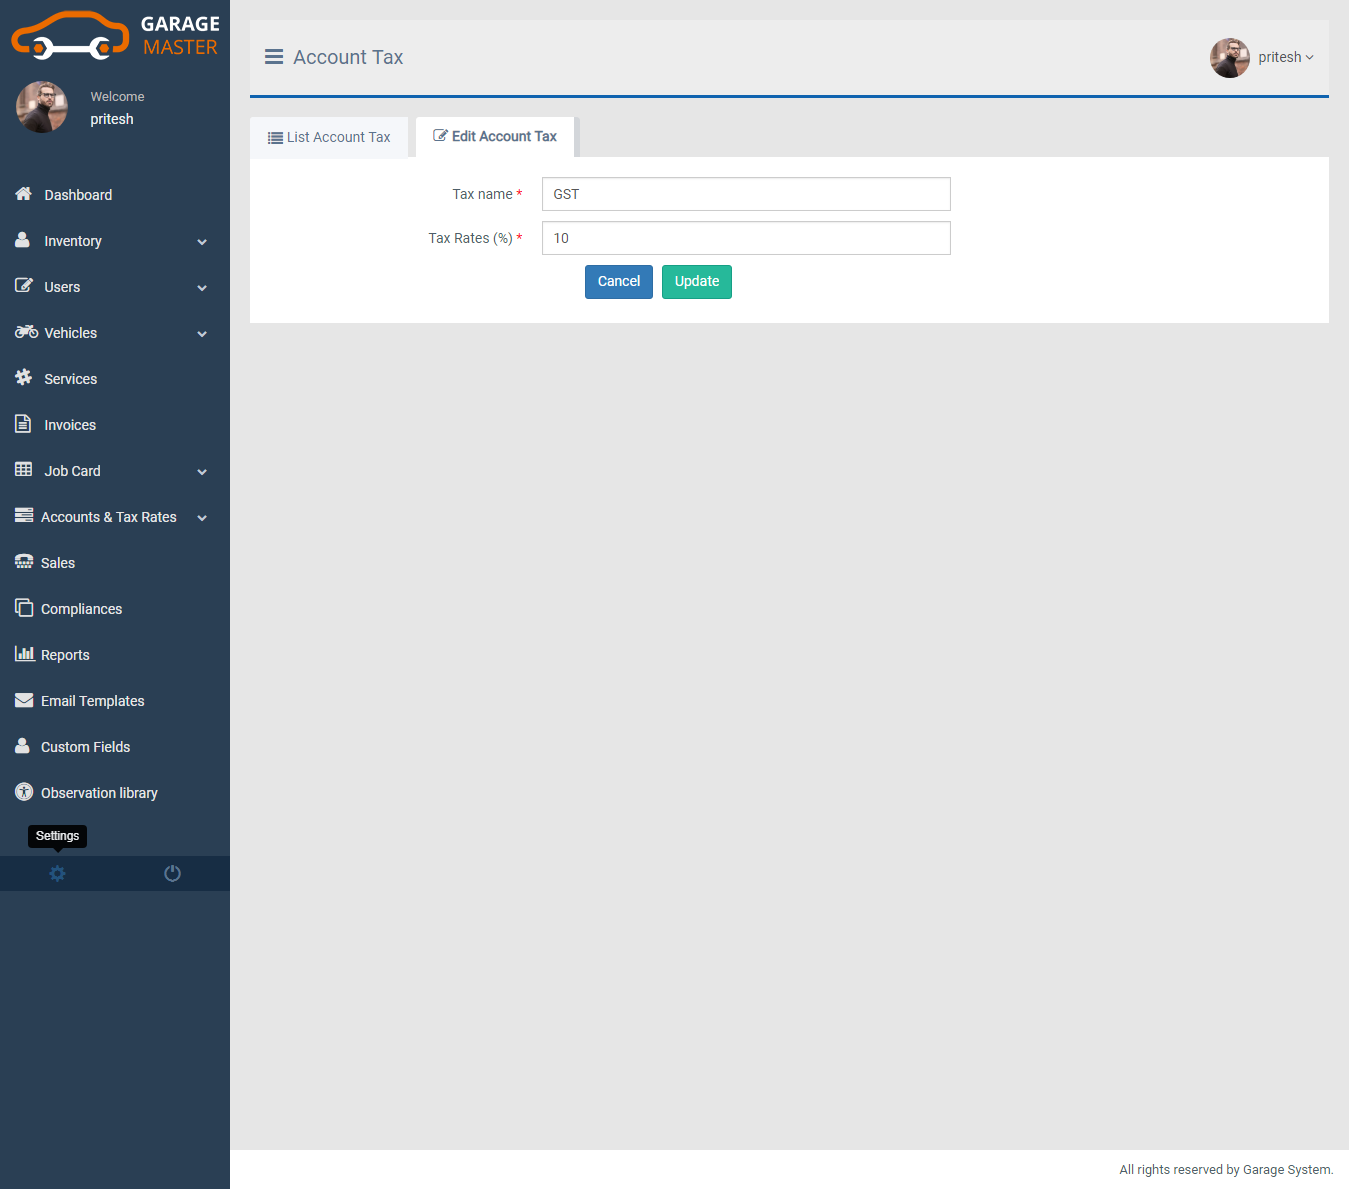 GARAGE
MASTER
Welcome
pritesh
Dashboard
Inventory
Users
Vehicles
Services
Invoices
Job Card
Accounts & Tax Rates
Sales
Compliances
Reports
Email Templates
Custom Fields
Observation library
Settings
Account Tax
pritesh
List Account Tax
Edit Account Tax
Tax name * GST
Tax Rates (%) * 10
Cancel Update
All rights reserved by Garage System.